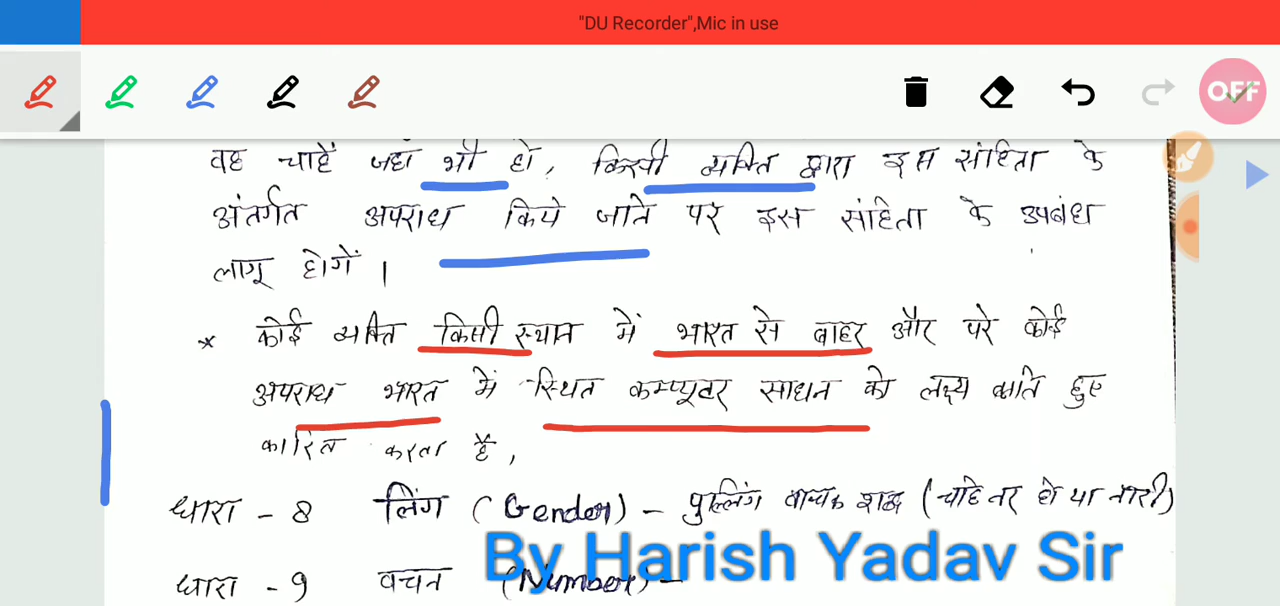 "DU Recorder",Mic in use
OFF
वह चाहें जहां भी हो, किसी व्यक्ति द्वारा इस संहिता के
अंतर्गत अपराध किये जाते पर इस संहिता के उपबंध
लागू होगें ।
* कोई व्यक्ति किसी स्थान में भारत से बाहर और परे कोई
अपराध भारत में स्थित कम्प्यूटर साधन को लक्ष्य बनाते हुए
कारित करता है,
धारा - 8 लिंग (Gender) - पुल्लिंग वाचक शब्द (चाहे नर हो या नारी)
धारा - 9 वचन (Number) -
By Harish Yadav Sir